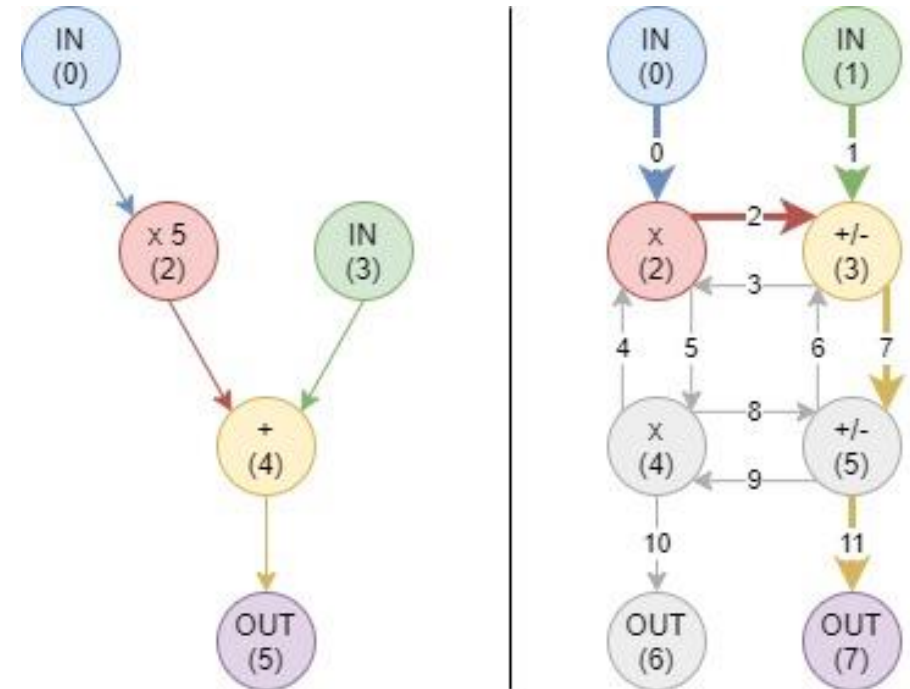 IN
(0)
x 5
(2)
IN
(3)
+
(4)
OUT
(5)
IN
(0)
IN
(1)
0
1
x
(2)
2
+/-
(3)
3
4
5
6
7
x
(4)
8
+/-
(5)
9
10
11
OUT
(6)
OUT
(7)